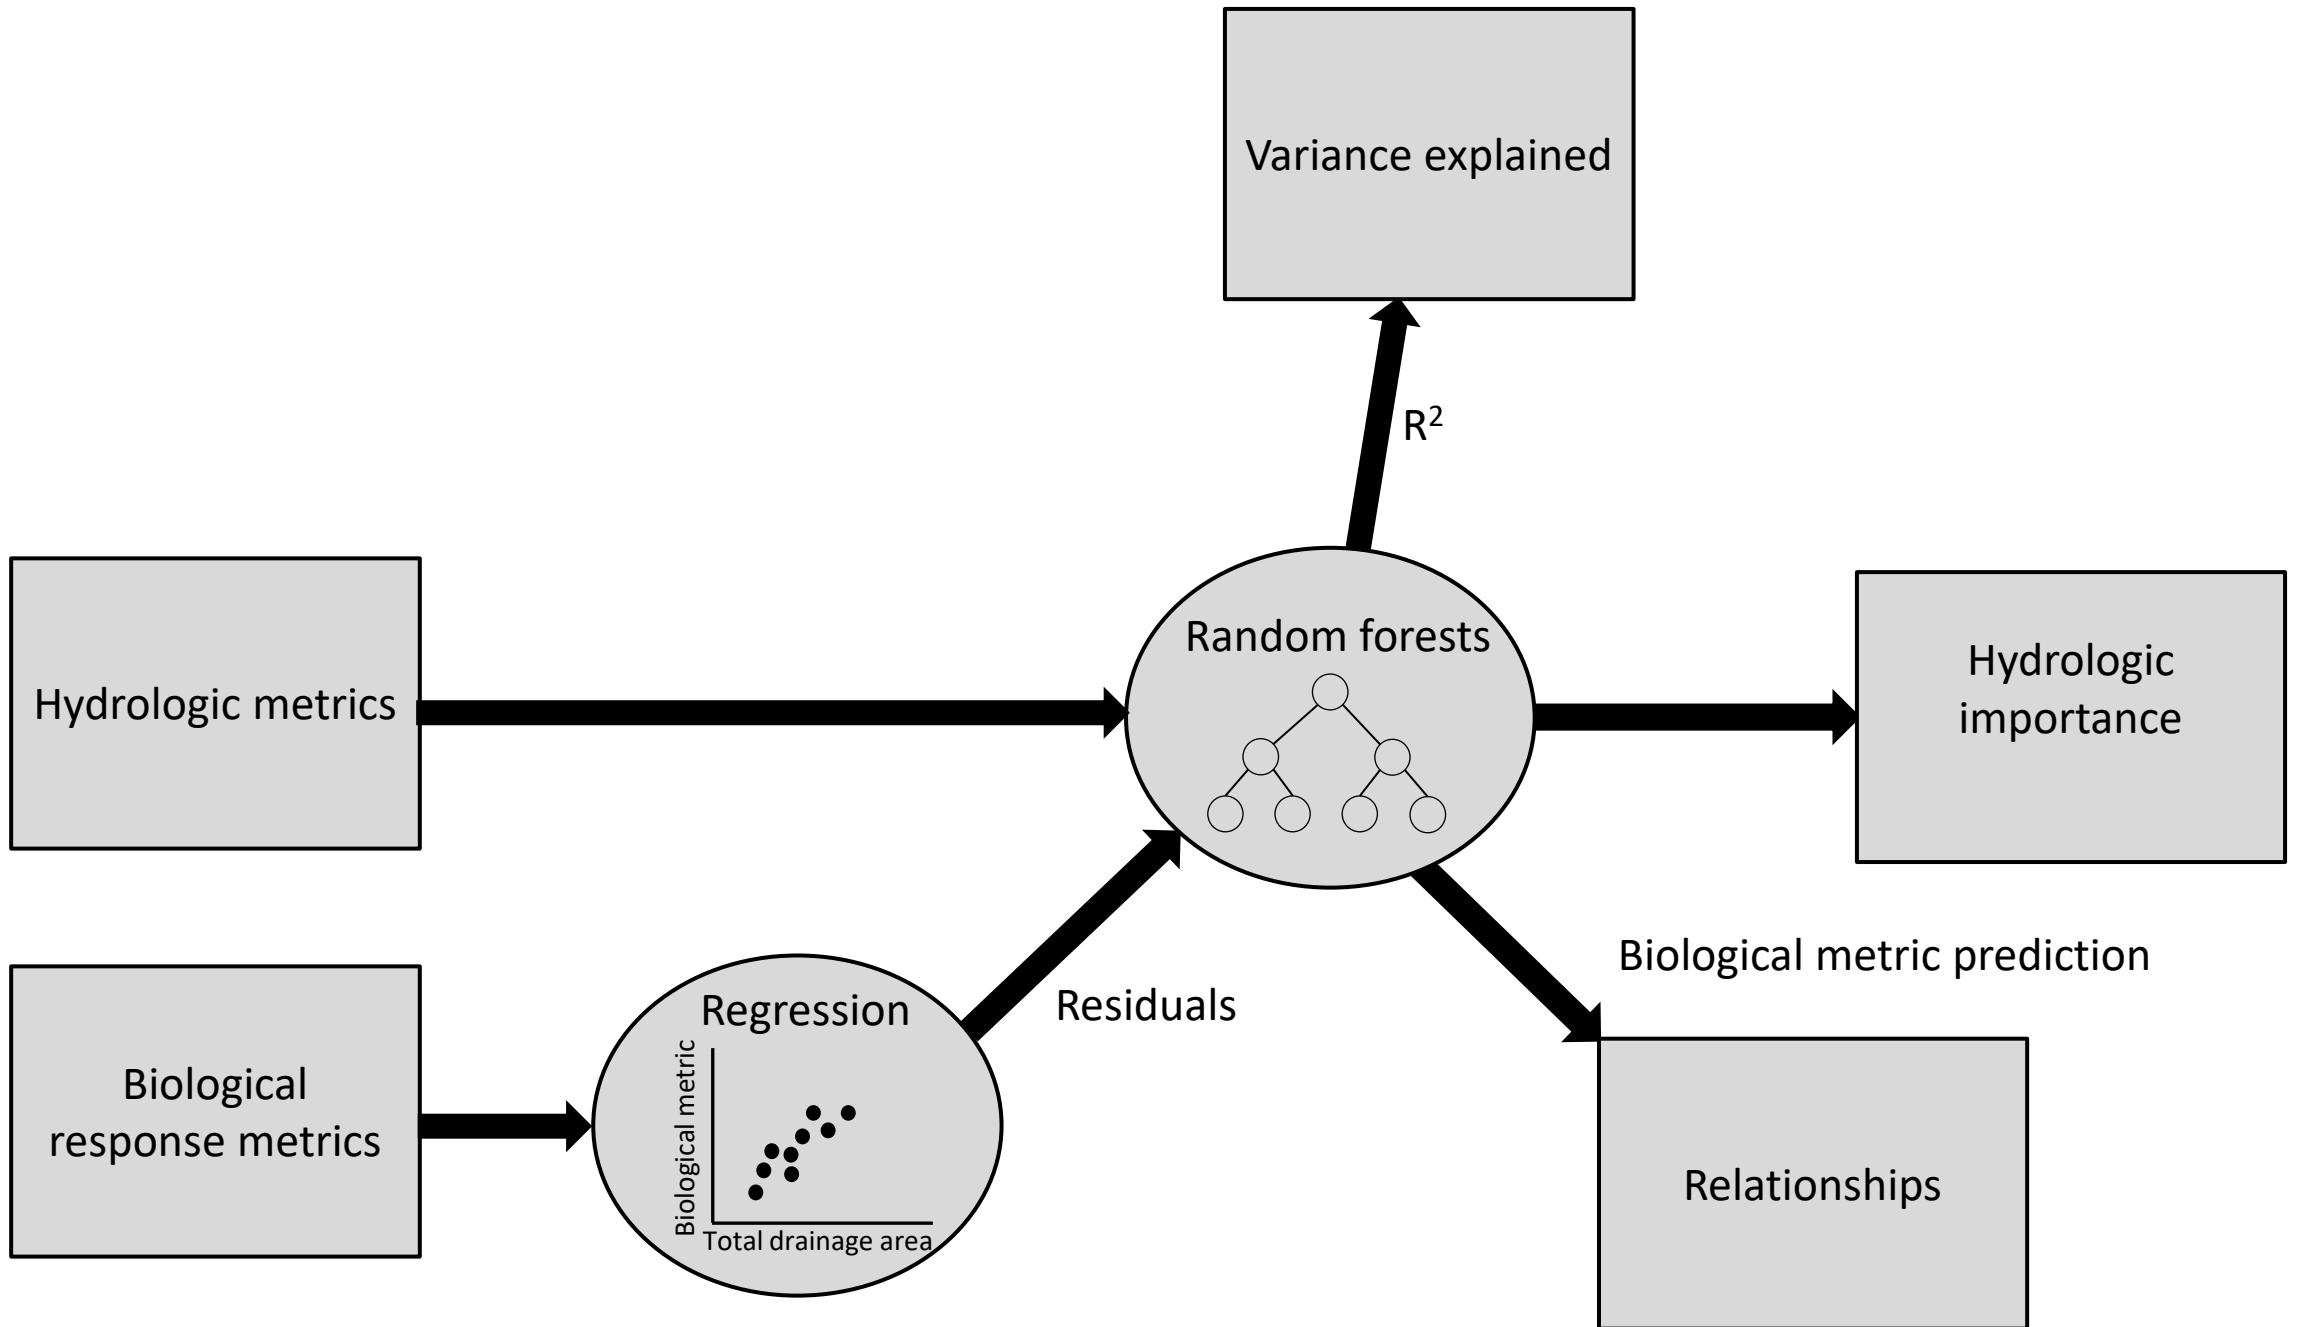 Variance explained
R²
Random forests
Hydrologic metrics
Hydrologic
importance
Biological metric prediction
Residuals
Regression
Biological metric
Total drainage area
Biological
response metrics
Relationships